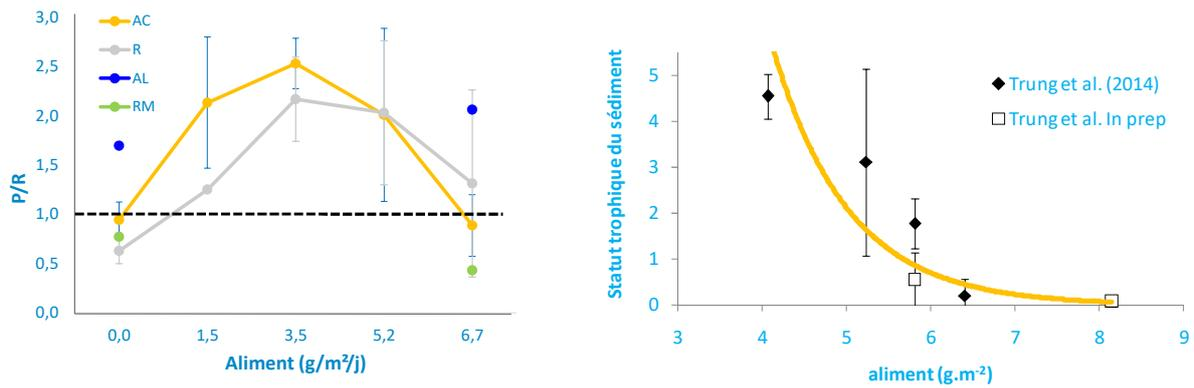 3,0
2,5
2,0
1,5
1,0
0,5
0,0
P/R
AC
R
AL
RM
0,0 1,5 3,5 5,2 6,7
Aliment (g/m²/j)
Statut trophique du sédiment
5
4
3
2
1
0
Trung et al. (2014)
Trung et al. In prep
3 4 5 6 7 8 9
aliment (g.m-2)